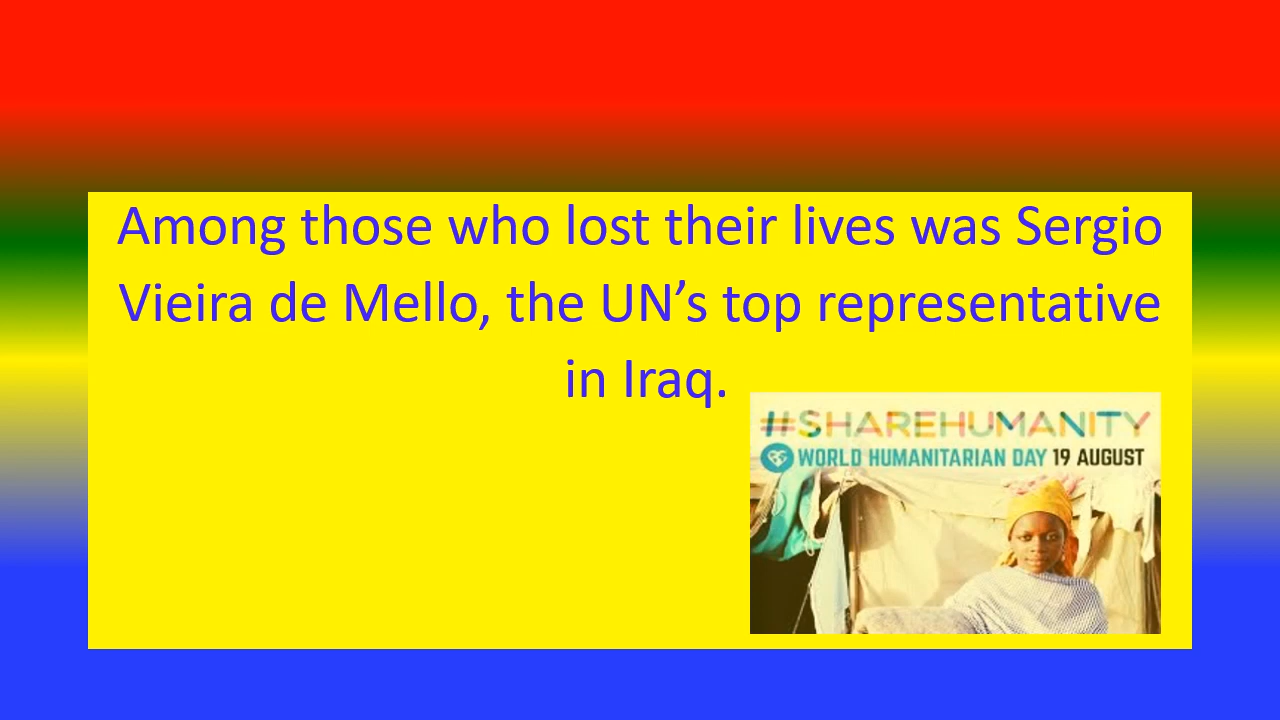 Among those who lost their lives was Sergio
Vieira de Mello, the UN’s top representative
in Iraq.
#SHAREHUMANITY
WORLD HUMANITARIAN DAY 19 AUGUST